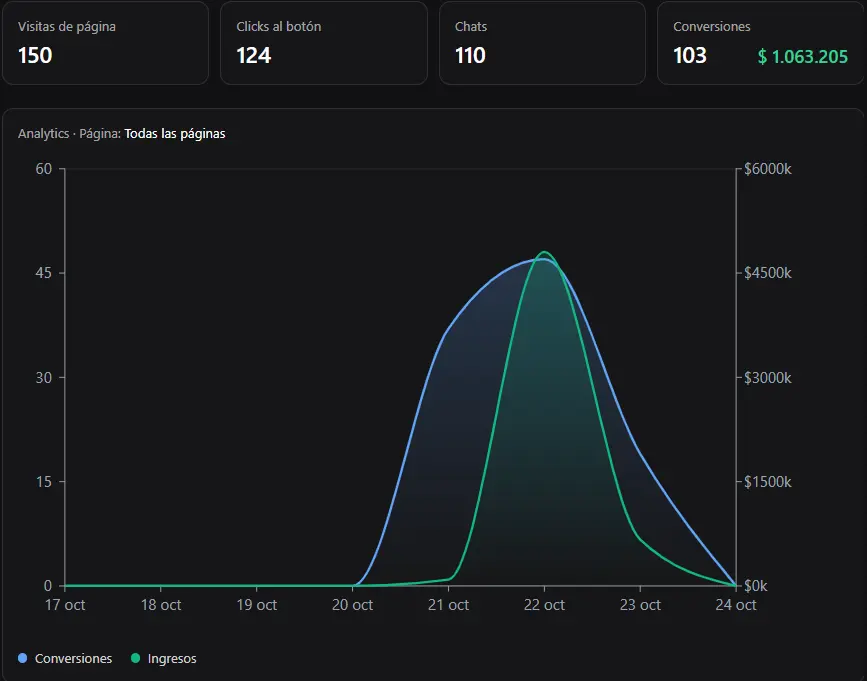 Visitas de página
150
Clicks al botón
124
Chats
110
Conversiones
103 $ 1.063.205
Analytics · Página: Todas las páginas
60 $6000k
45 $4500k
30 $3000k
15 $1500k
0 $0k
17 oct 18 oct 19 oct 20 oct 21 oct 22 oct 23 oct 24 oct
Conversiones Ingresos